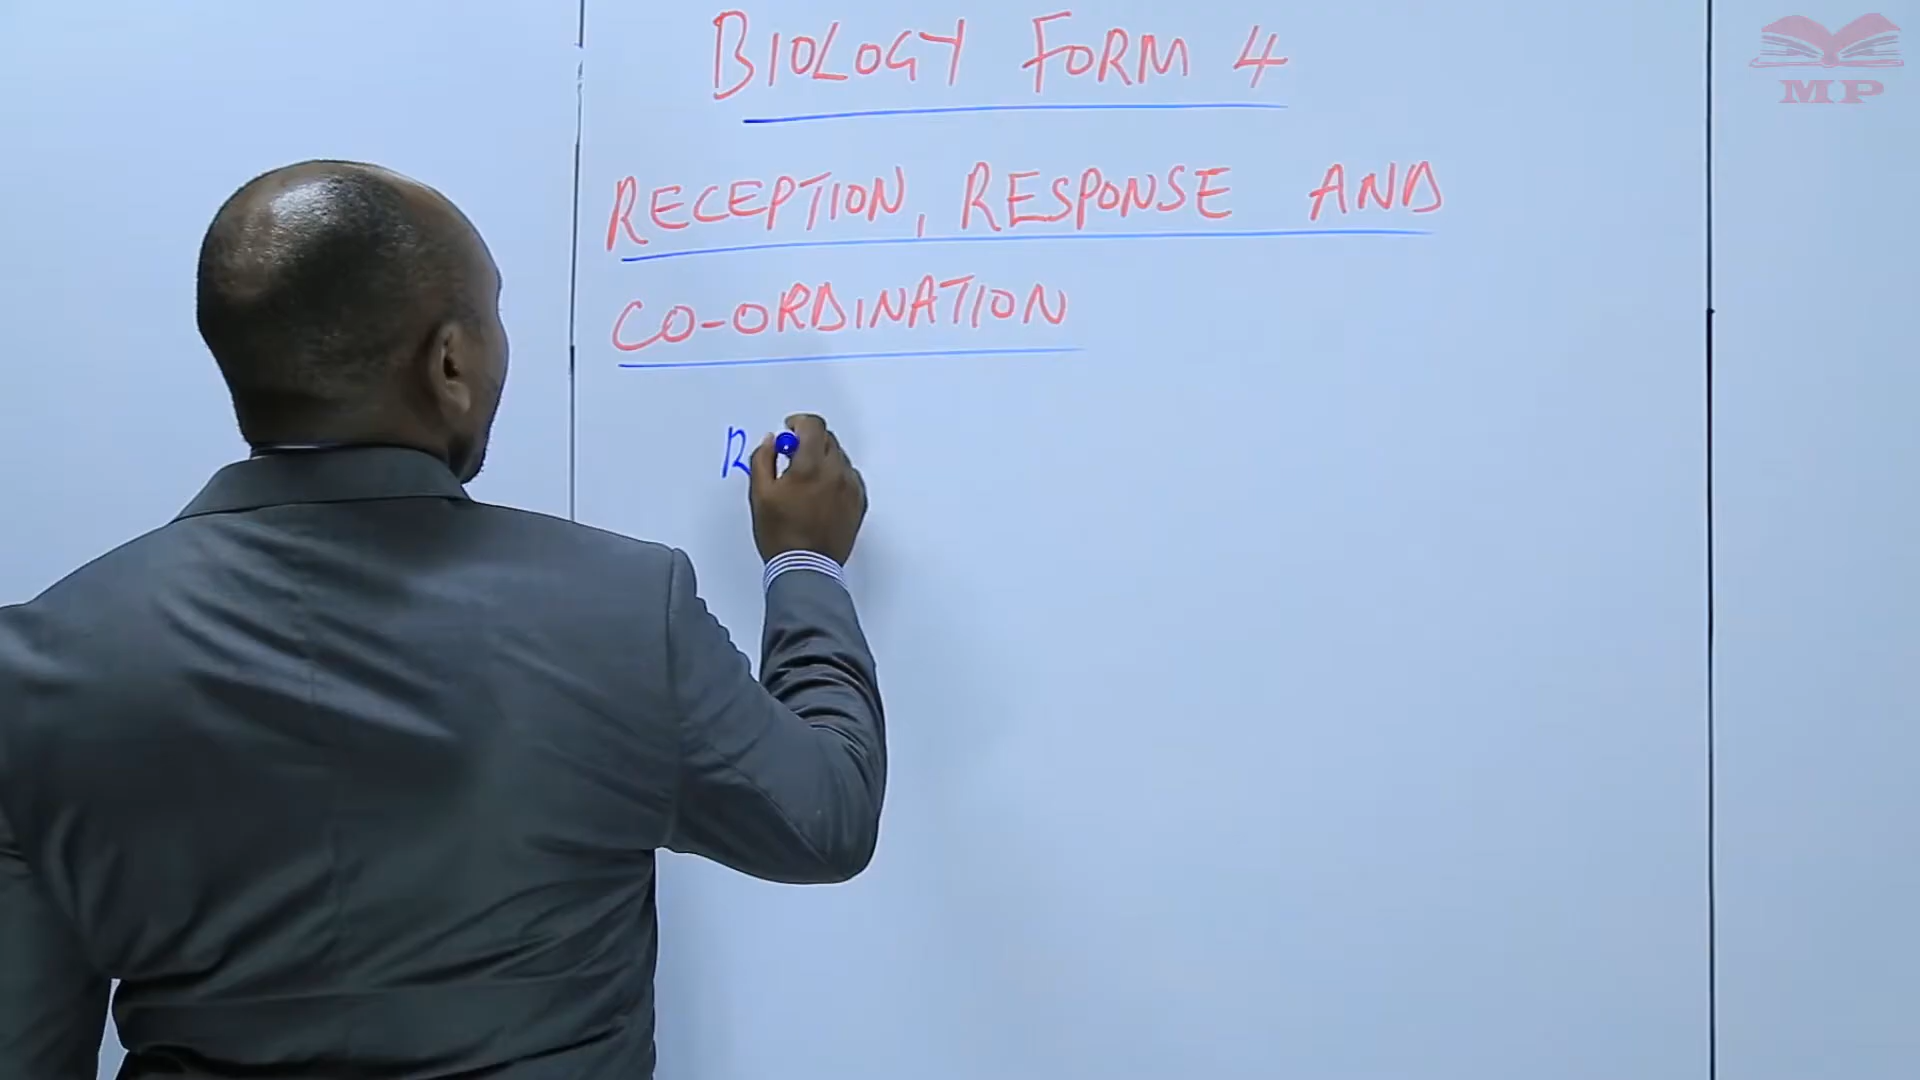 BIOLOGY FORM 4
RECEPTION, RESPONSE AND
CO-ORDINATION
R
MP